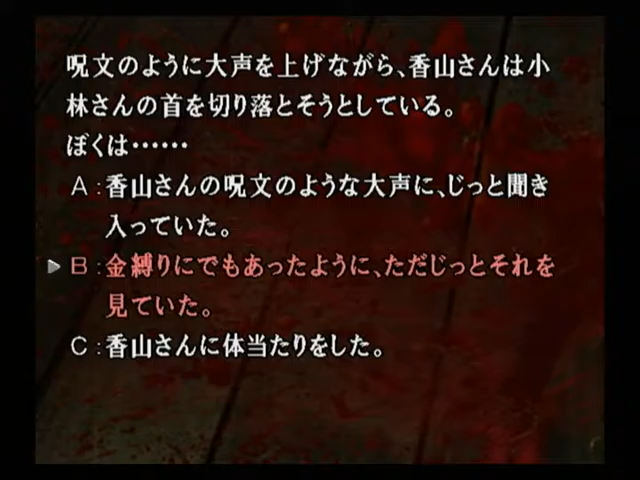 呪文のように大声を上げながら、香山さんは小
林さんの首を切り落とそうとしている。
ぼくは……
A:香山さんの呪文のような大声に、じっと聞き
入っていた。
B:金縛りにでもあったように、ただじっとそれを
見ていた。
C:香山さんに体当たりをした。